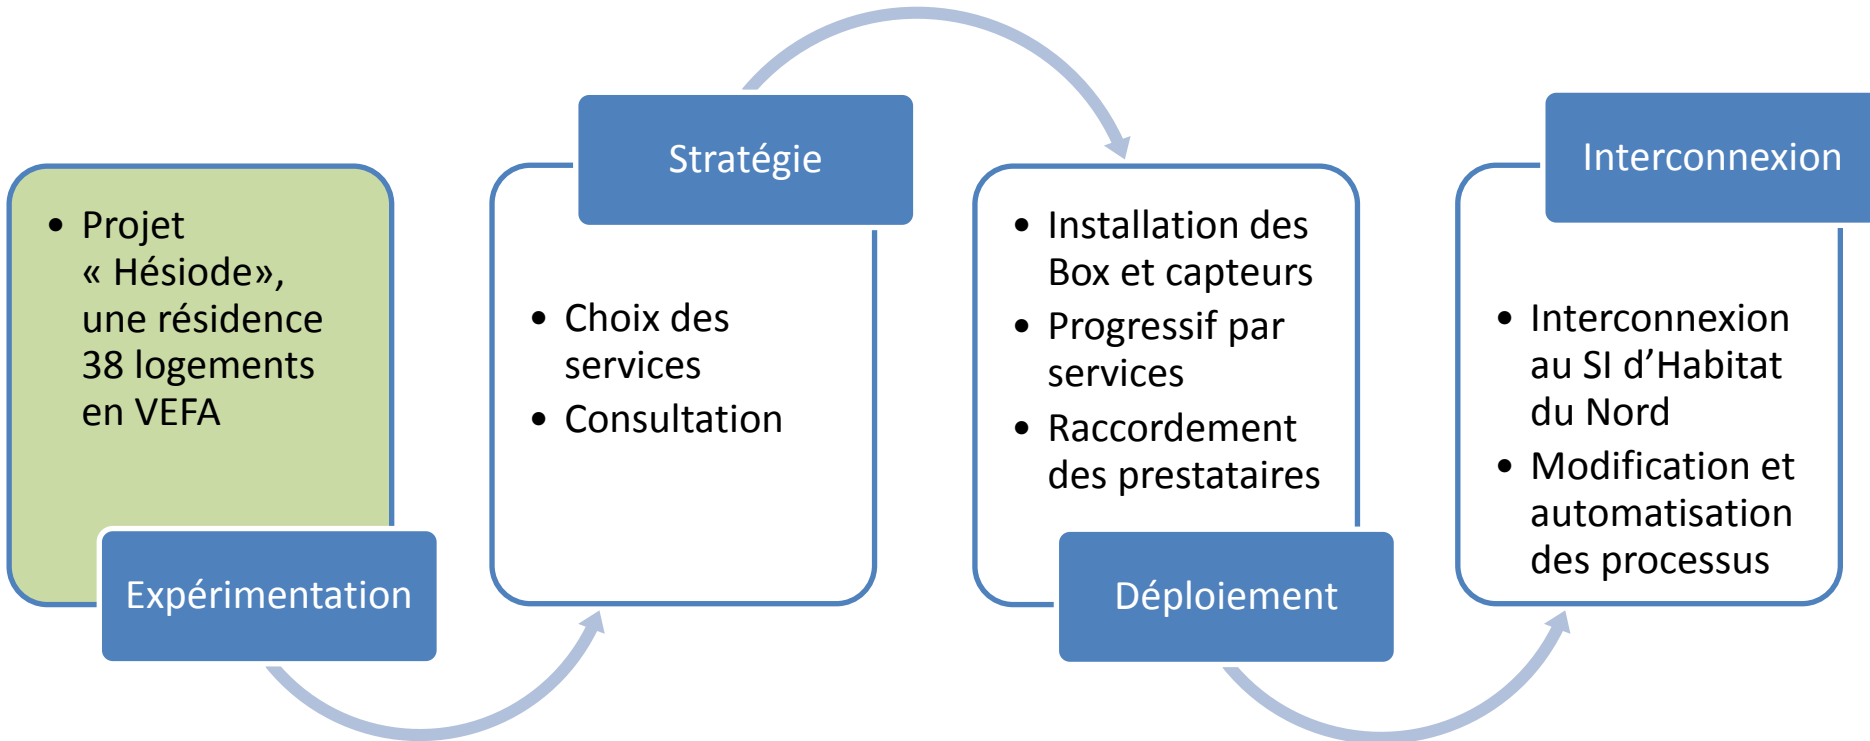 • Projet
« Hésiode»,
une résidence
38 logements
en VEFA
Expérimentation
Stratégie
• Choix des
services
• Consultation
• Installation des
Box et capteurs
• Progressif par
services
• Raccordement
des prestataires
Déploiement
Interconnexion
• Interconnexion
au SI d’Habitat
du Nord
• Modification et
automatisation
des processus